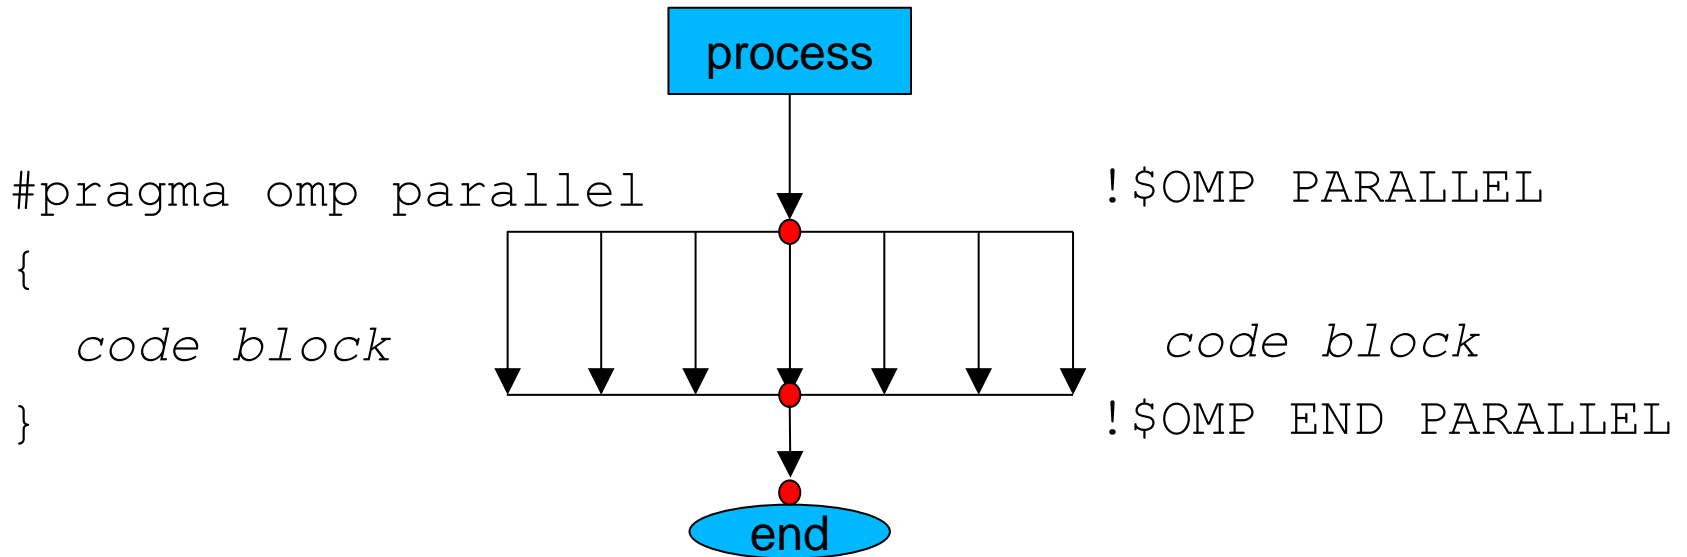 process
#pragma omp parallel
{
code block
}
!$OMP PARALLEL
code block
!$OMP END PARALLEL
end